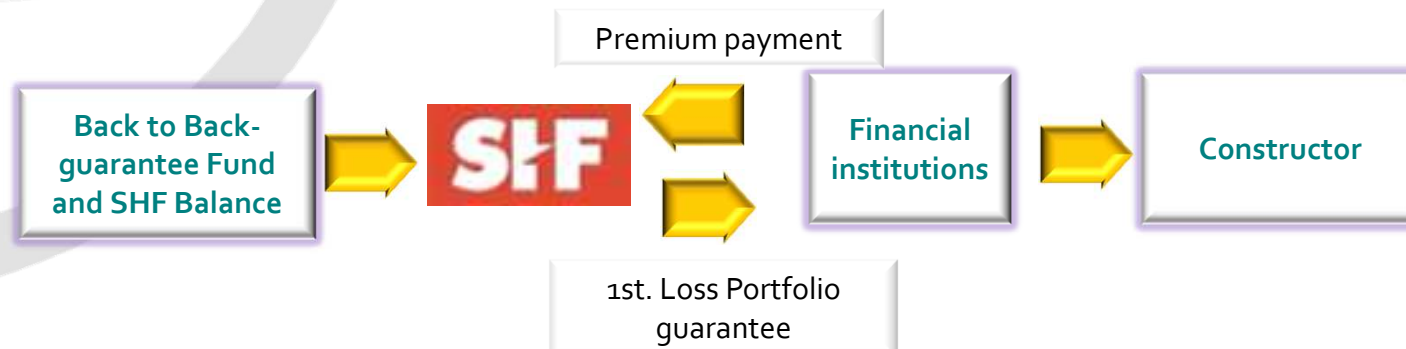 Premium payment
Back to Back-
guarantee Fund
and SHF Balance
SHF
Financial
institutions
Constructor
1st. Loss Portfolio
guarantee